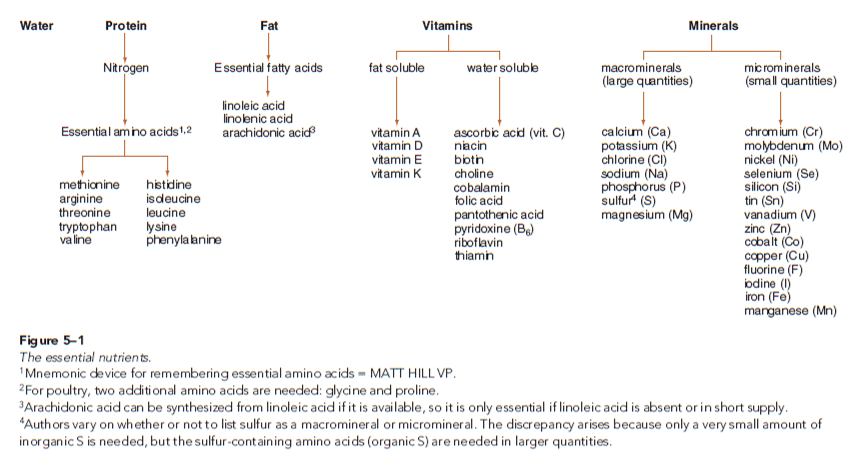 Water Protein Fat Vitamins Minerals
Nitrogen Essential fatty acids fat soluble water soluble macrominerals (large quantities) microminerals (small quantities)
Essential amino acids1,2
methionine
arginine
threonine
tryptophan
valine
histidine
isoleucine
leucine
lysine
phenylalanine
linoleic acid
linolenic acid
arachidonic acid3
vitamin A
vitamin D
vitamin E
vitamin K
ascorbic acid (vit. C)
niacin
biotin
choline
cobalamin
folic acid
pantothenic acid
pyridoxine (B6)
riboflavin
thiamin
calcium (Ca)
potassium (K)
chlorine (Cl)
sodium (Na)
phosphorus (P)
sulfur4 (S)
magnesium (Mg)
chromium (Cr)
molybdenum (Mo)
nickel (Ni)
selenium (Se)
silicon (Si)
tin (Sn)
vanadium (V)
zinc (Zn)
cobalt (Co)
copper (Cu)
fluorine (F)
iodine (I)
iron (Fe)
manganese (Mn)
Figure 5–1
The essential nutrients.
1Mnemonic device for remembering essential amino acids = MATT HILL VP.
2For poultry, two additional amino acids are needed: glycine and proline.
3Arachidonic acid can be synthesized from linoleic acid if it is available, so it is only essential if linoleic acid is absent or in short supply.
4Authors vary on whether or not to list sulfur as a macromineral or micromineral. The discrepancy arises because only a very small amount of
inorganic S is needed, but the sulfur-containing amino acids (organic S) are needed in larger quantities.